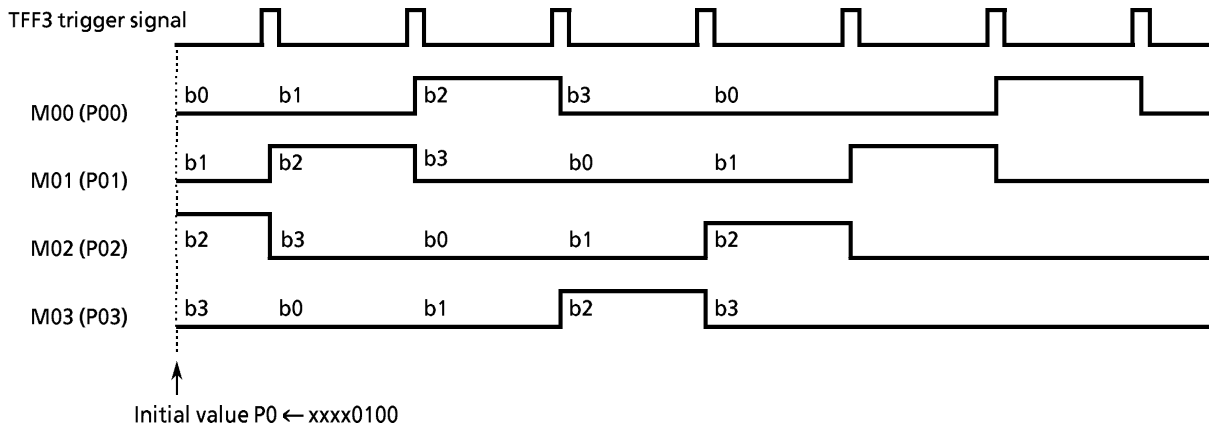 TFF3 trigger signal
M00 (P00) b0 b1 b2 b3 b0
M01 (P01) b1 b2 b3 b0 b1
M02 (P02) b2 b3 b0 b1 b2
M03 (P03) b3 b0 b1 b2 b3
Initial value P0 ← xxxx0100